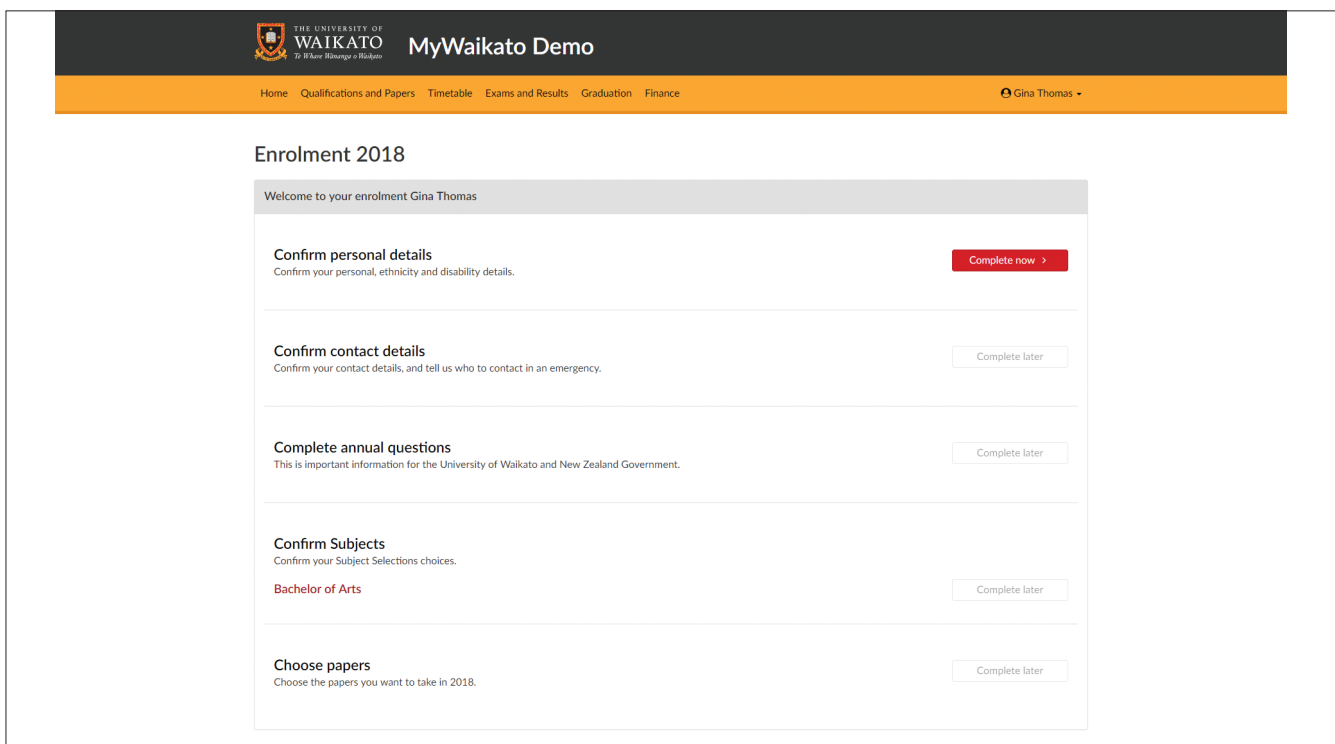 THE UNIVERSITY OF
WAIKATO
Te Whare Wānanga o Waikato
MyWaikato Demo
Home Qualifications and Papers Timetable Exams and Results Graduation Finance Gina Thomas
Enrolment 2018
Welcome to your enrolment Gina Thomas
Confirm personal details
Confirm your personal, ethnicity and disability details.
Complete now >
Confirm contact details
Confirm your contact details, and tell us who to contact in an emergency.
Complete later
Complete annual questions
This is important information for the University of Waikato and New Zealand Government.
Complete later
Confirm Subjects
Confirm your Subject Selections choices.
Bachelor of Arts
Complete later
Choose papers
Choose the papers you want to take in 2018.
Complete later